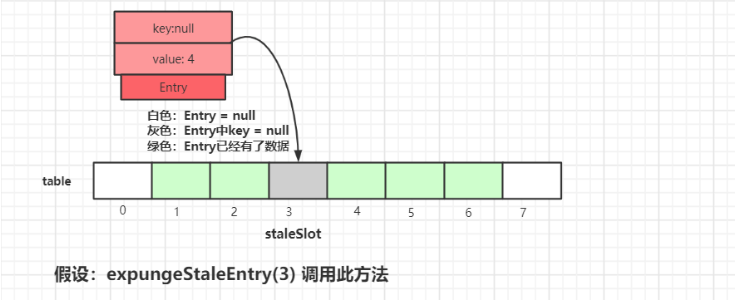 key:null
value: 4
Entry
白色：Entry = null
灰色：Entry中key = null
绿色：Entry已经有了数据
table
0 1 2 3 4 5 6 7
staleSlot
假设：expungeStaleEntry(3) 调用此方法